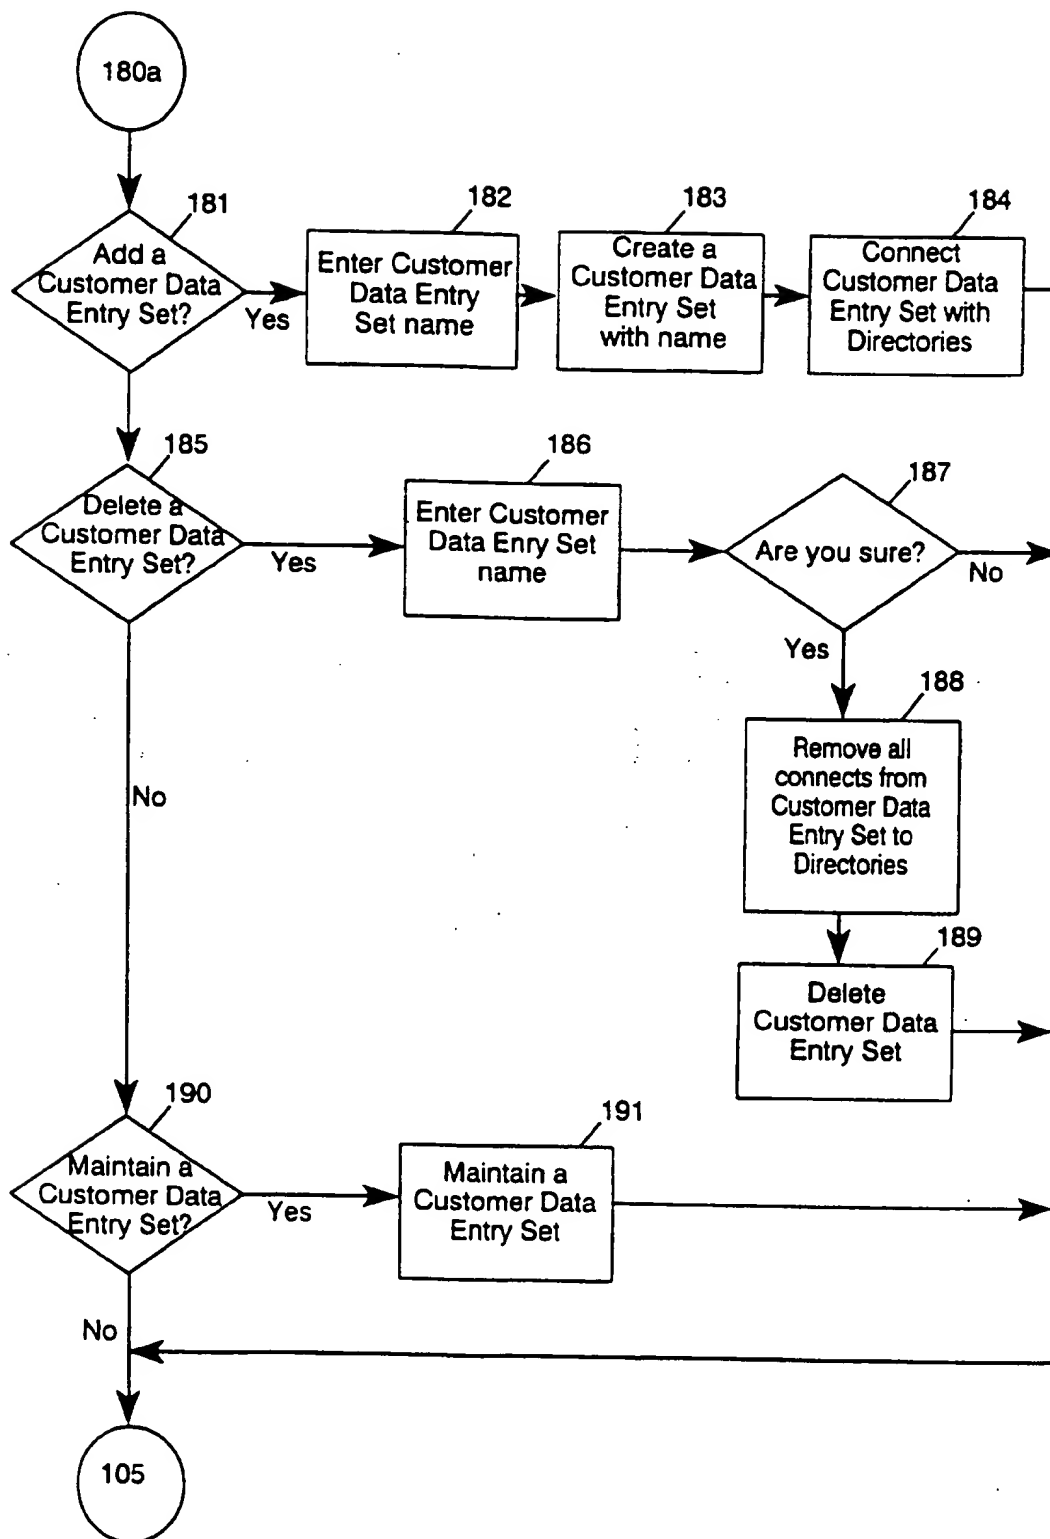 180a
181
Add a
Customer Data
Entry Set?
Yes
182
Enter Customer
Data Entry
Set name
183
Create a
Customer Data
Entry Set
with name
184
Connect
Customer Data
Entry Set with
Directories
185
Delete a
Customer Data
Entry Set?
Yes
186
Enter Customer
Data Enry Set
name
187
Are you sure?
No
Yes
188
Remove all
connects from
Customer Data
Entry Set to
Directories
No
189
Delete
Customer Data
Entry Set
190
Maintain a
Customer Data
Entry Set?
Yes
191
Maintain a
Customer Data
Entry Set
No
105